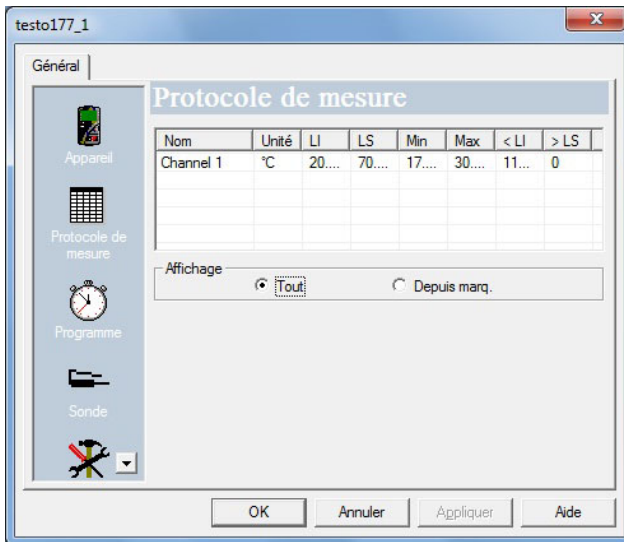 testo177_1
Général
Appareil
Protocole de
mesure
Programme
Sonde
Protocole de mesure
Nom Unité LI LS Min Max < LI > LS
Channel 1 °C 20.... 70.... 17.... 30.... 11... 0
Affichage
Tout
Depuis marq.
OK Annuler Appliquer Aide